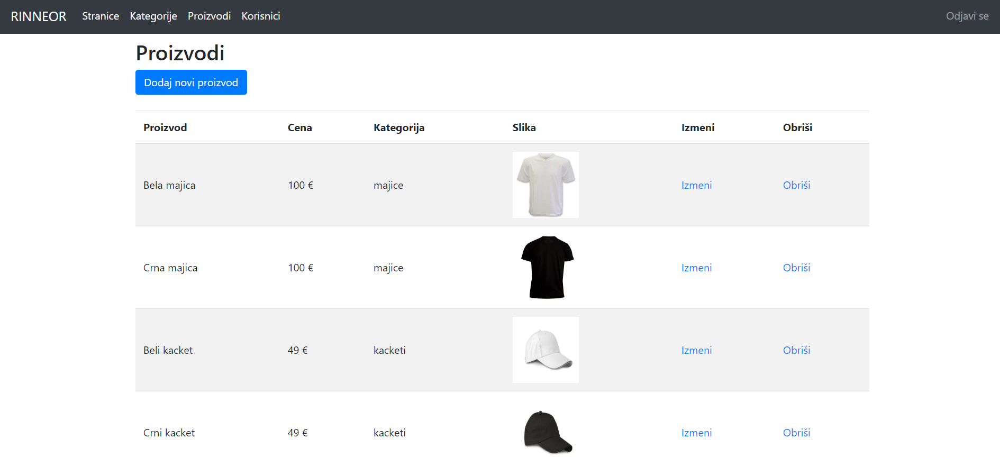 RINNEOR Stranice Kategorije Proizvodi Korisnici Odjavi se
Proizvodi
Dodaj novi proizvod
Proizvod Cena Kategorija Slika Izmeni Obriši
Bela majica 100 € majice Izmeni Obriši
Crna majica 100 € majice Izmeni Obriši
Beli kacket 49 € kacketi Izmeni Obriši
Crni kacket 49 € kacketi Izmeni Obriši